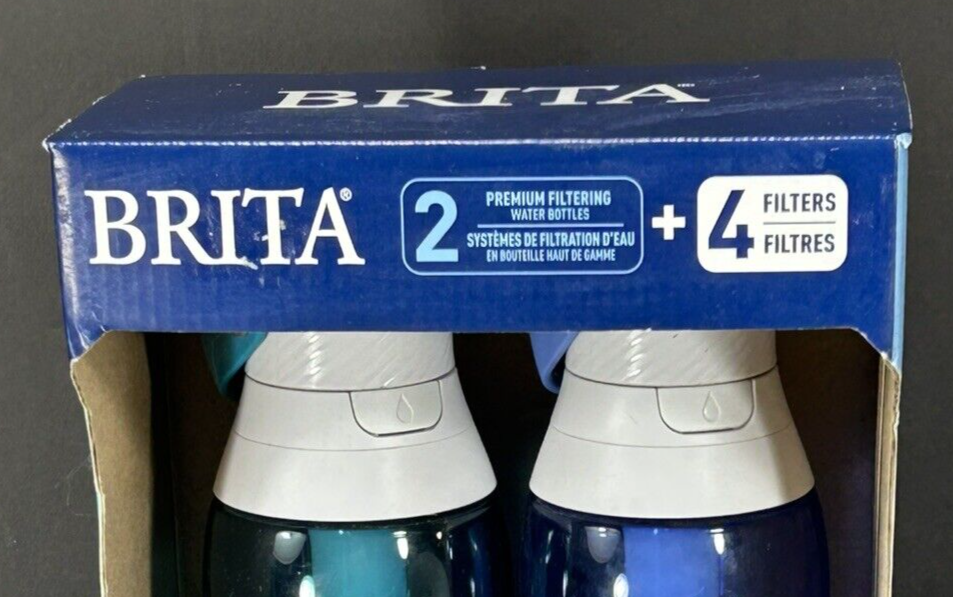 BRITA®
BRITA®
2
PREMIUM FILTERING
WATER BOTTLES
SYSTÈMES DE FILTRATION D'EAU
EN BOUTEILLE HAUT DE GAMME
+
4
FILTERS
FILTRES